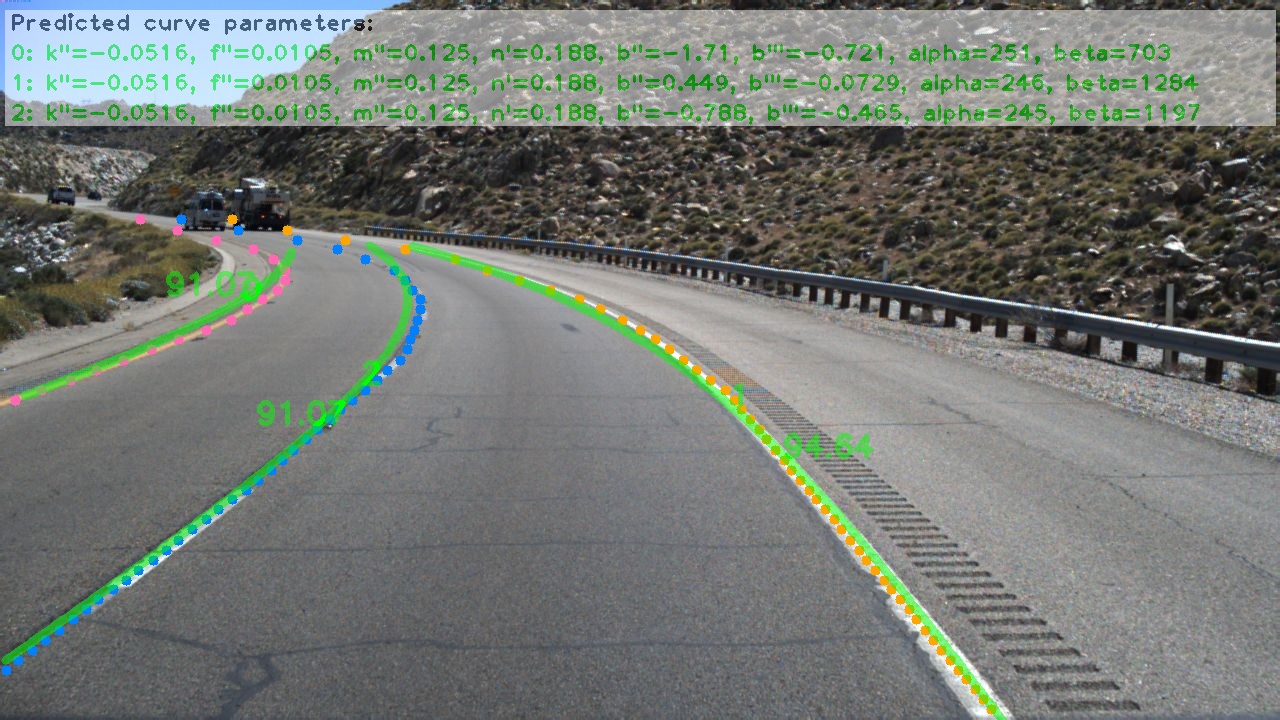 Predicted curve parameters:
0: k''=-0.0516, f''=0.0105, m''=0.125, n'=0.188, b''=-1.71, b'''=-0.721, alpha=251, beta=703
1: k''=-0.0516, f''=0.0105, m''=0.125, n'=0.188, b''=0.449, b'''=-0.0729, alpha=246, beta=1284
2: k''=-0.0516, f''=0.0105, m''=0.125, n'=0.188, b''=-0.788, b'''=-0.465, alpha=245, beta=1197
91.07
91.07
94.64